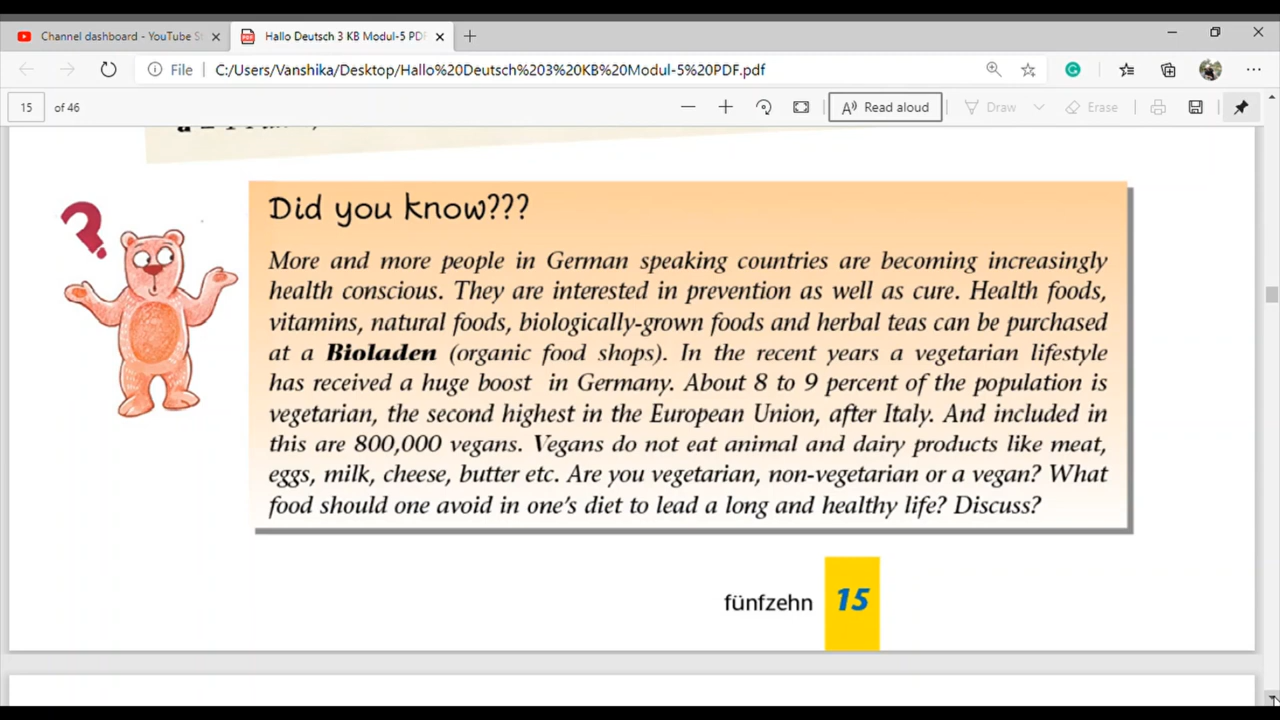 Channel dashboard - YouTube S
Hallo Deutsch 3 KB Modul-5 PDF
File
C:/Users/Vanshika/Desktop/Hallo%20Deutsch%203%20KB%20Modul-5%20PDF.pdf
15 of 46
Read aloud
Draw
Erase
Did you know???
More and more people in German speaking countries are becoming increasingly
health conscious. They are interested in prevention as well as cure. Health foods,
vitamins, natural foods, biologically-grown foods and herbal teas can be purchased
at a Bioladen (organic food shops). In the recent years a vegetarian lifestyle
has received a huge boost in Germany. About 8 to 9 percent of the population is
vegetarian, the second highest in the European Union, after Italy. And included in
this are 800,000 vegans. Vegans do not eat animal and dairy products like meat,
eggs, milk, cheese, butter etc. Are you vegetarian, non-vegetarian or a vegan? What
food should one avoid in one's diet to lead a long and healthy life? Discuss?
fünfzehn 15